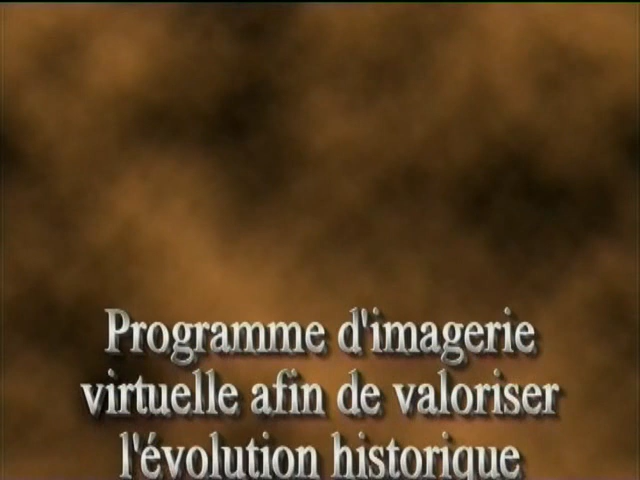 Programme d'imagerie
virtuelle afin de valoriser
l'évolution historique